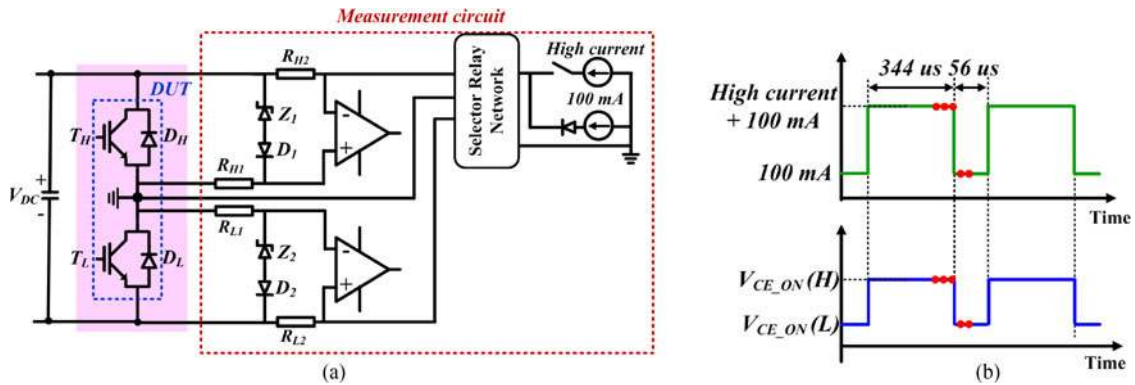 Measurement circuit
DUT
T_H
D_H
V_DC
+
-
T_L
D_L
R_H2
Z_1
D_1
R_H1
-
+
R_L1
Z_2
D_2
R_L2
-
+
Selector Relay
Network
High current
100 mA
(a)
344 us 56 us
High current
+ 100 mA
100 mA
Time
V_CE_ON (H)
V_CE_ON (L)
Time
(b)